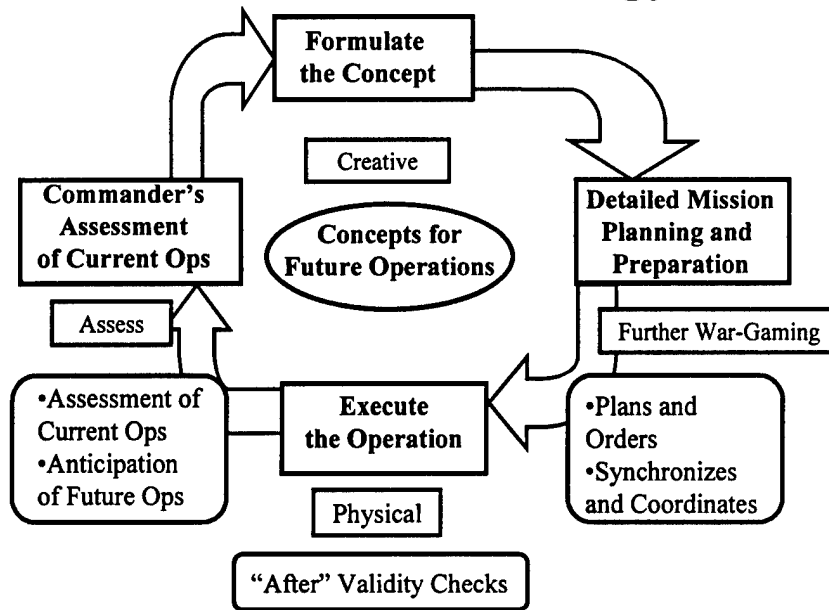 Formulate
the Concept
Creative
Commander's
Assessment
of Current Ops
Concepts for
Future Operations
Detailed Mission
Planning and
Preparation
Assess
Further War-Gaming
•Assessment of
Current Ops
•Anticipation
of Future Ops
Execute
the Operation
•Plans and
Orders
•Synchronizes
and Coordinates
Physical
“After” Validity Checks